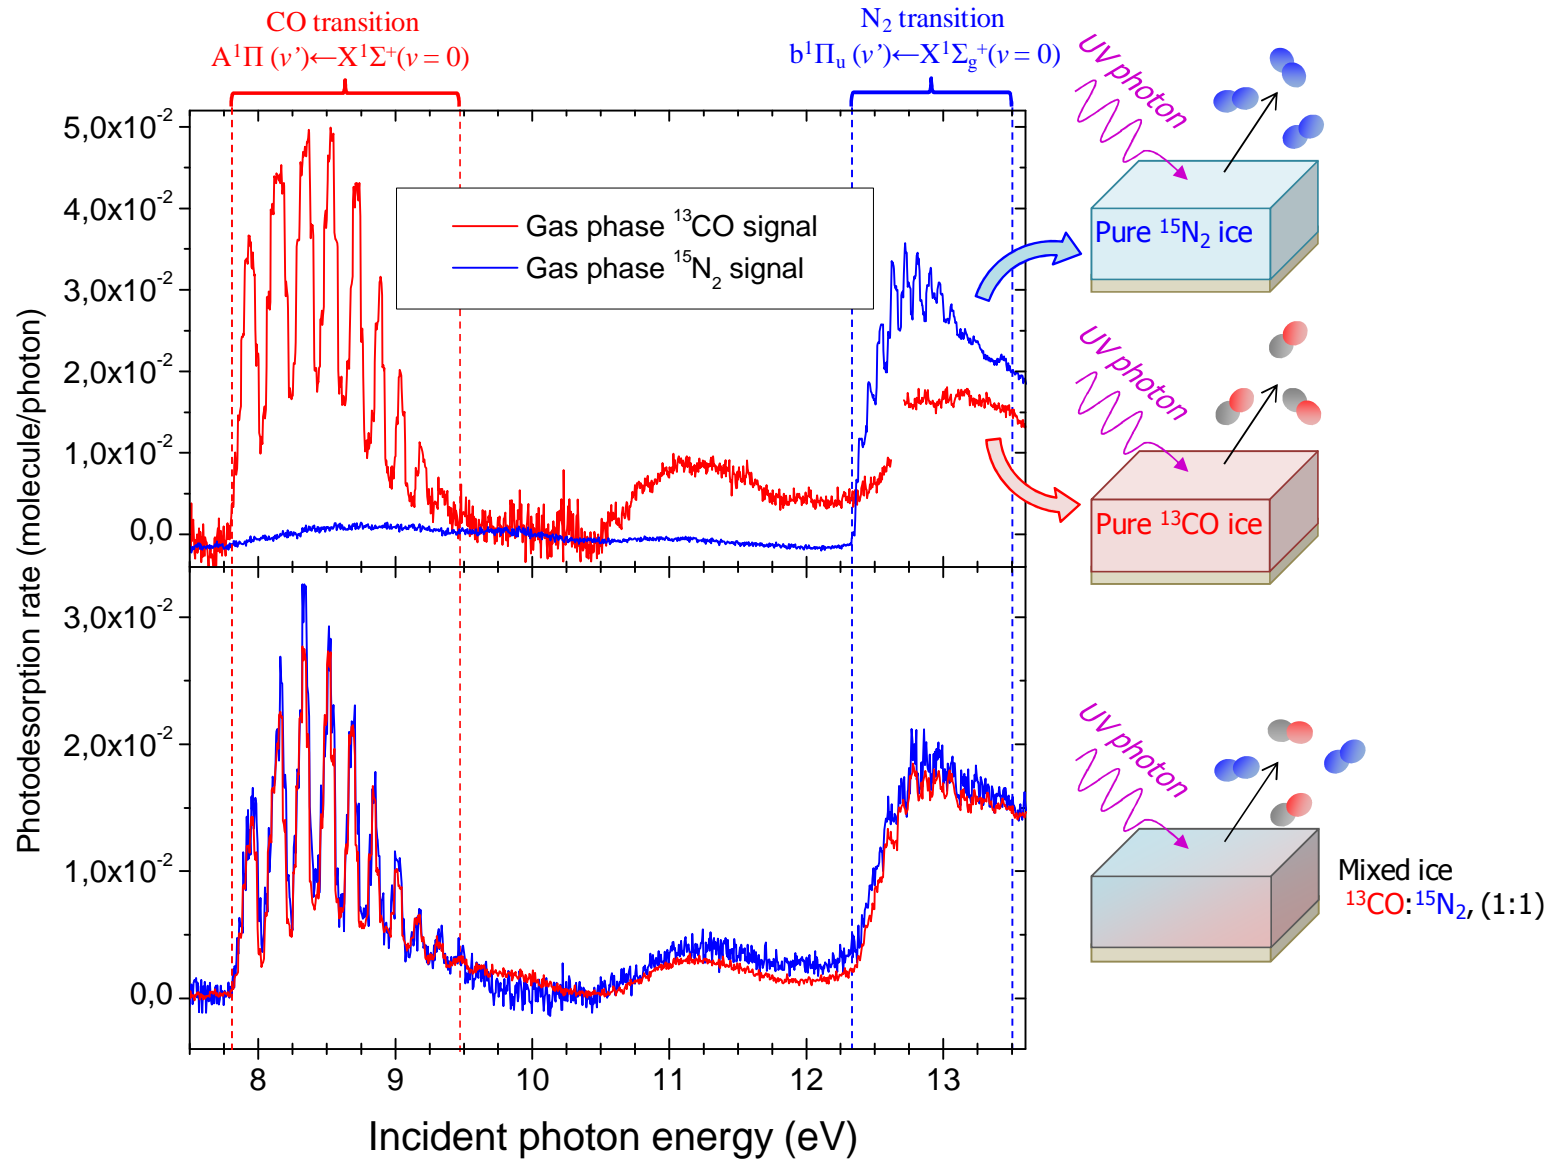 CO transition
A¹Π (v’)←X¹Σ⁺(v = 0)
N₂ transition
b¹Πᵤ (v’)←X¹Σg⁺(v = 0)
5,0x10⁻²
4,0x10⁻²
3,0x10⁻²
2,0x10⁻²
1,0x10⁻²
0,0
Gas phase ¹³CO signal
Gas phase ¹⁵N₂ signal
UV photon
Pure ¹⁵N₂ ice
UV photon
Pure ¹³CO ice
Photodesorption rate (molecule/photon)
3,0x10⁻²
2,0x10⁻²
1,0x10⁻²
0,0
UV photon
Mixed ice
¹³CO:¹⁵N₂, (1:1)
8 9 10 11 12 13
Incident photon energy (eV)